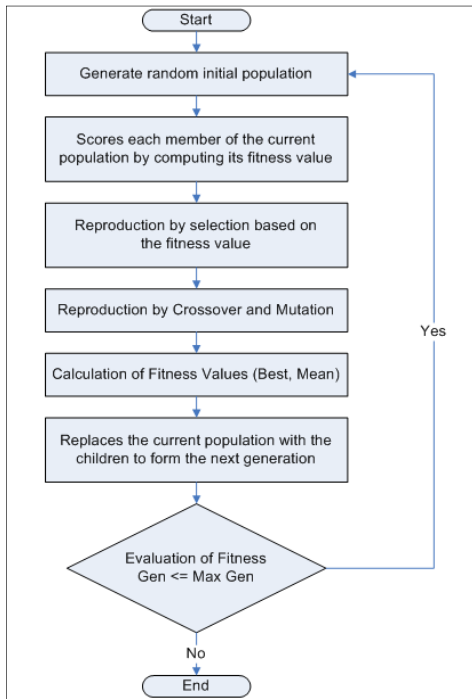 Start
Generate random initial population
Scores each member of the current
population by computing its fitness value
Reproduction by selection based on
the fitness value
Reproduction by Crossover and Mutation
Yes
Calculation of Fitness Values (Best, Mean)
Replaces the current population with the
children to form the next generation
Evaluation of Fitness
Gen <= Max Gen
No
End